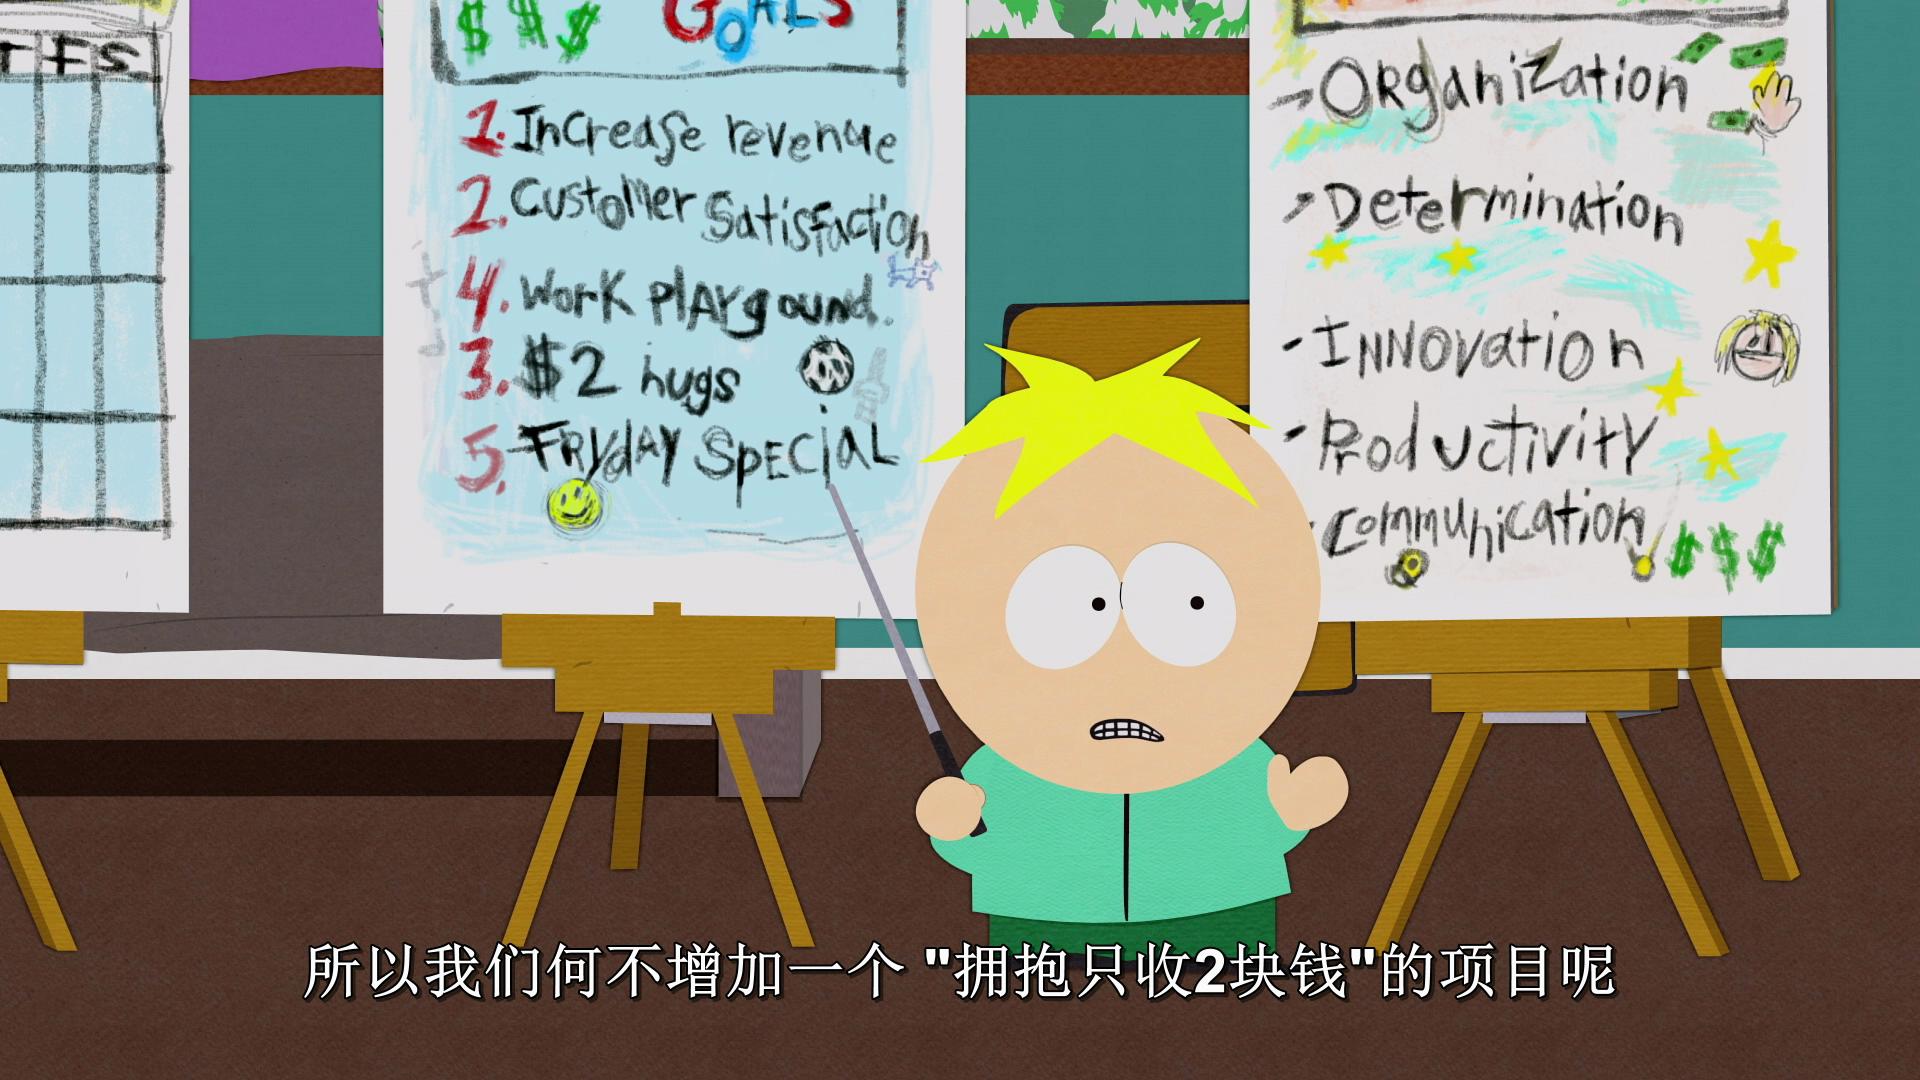 T F S
$ $ $ GOALS
1. Increase revenue
2. Customer Satisfaction
4. Work PlAygound.
3. $2 hugs
5. FRYdAY SpECiaL
- Organization
- Determination
- Innovation
- Productivity
- Communication
$ $ $
所以我们何不增加一个 "拥抱只收2块钱"的项目呢